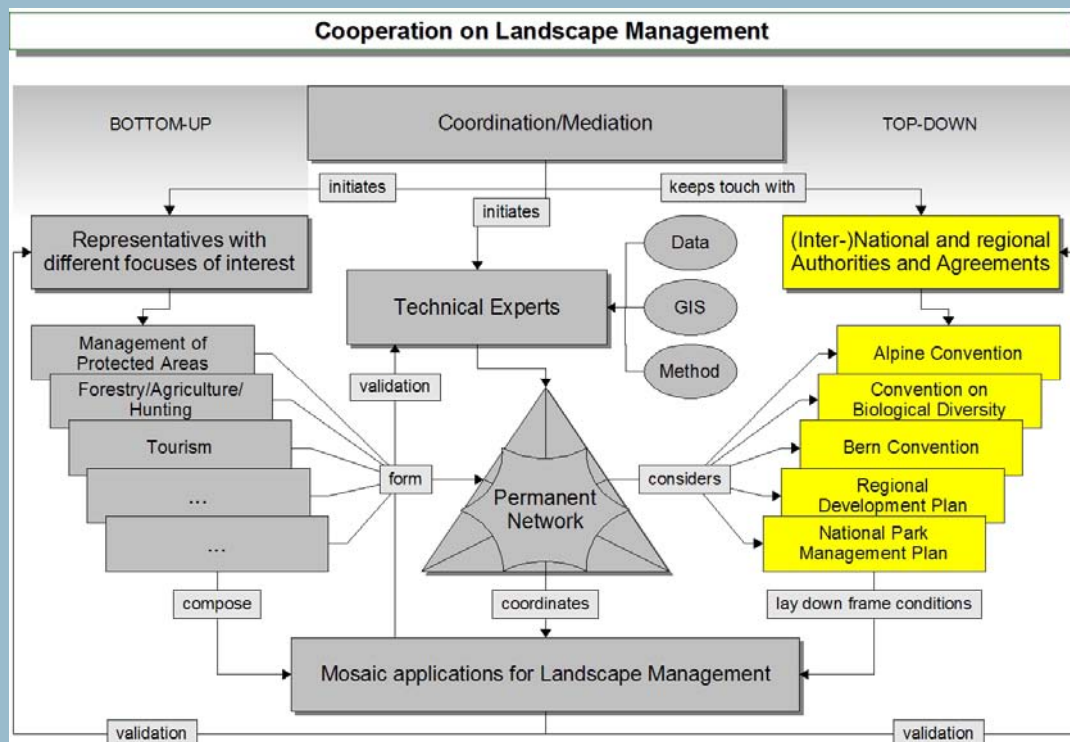 Cooperation on Landscape Management
BOTTOM-UP
Coordination/Mediation
TOP-DOWN
initiates
keeps touch with
initiates
Representatives with
different focuses of interest
Data
(Inter-)National and regional
Authorities and Agreements
Technical Experts
GIS
Method
Management of
Protected Areas
Forestry/Agriculture/
Hunting
Tourism
...
...
validation
form
Permanent
Network
considers
Alpine Convention
Convention on
Biological Diversity
Bern Convention
Regional
Development Plan
National Park
Management Plan
compose
coordinates
lay down frame conditions
Mosaic applications for Landscape Management
validation
validation